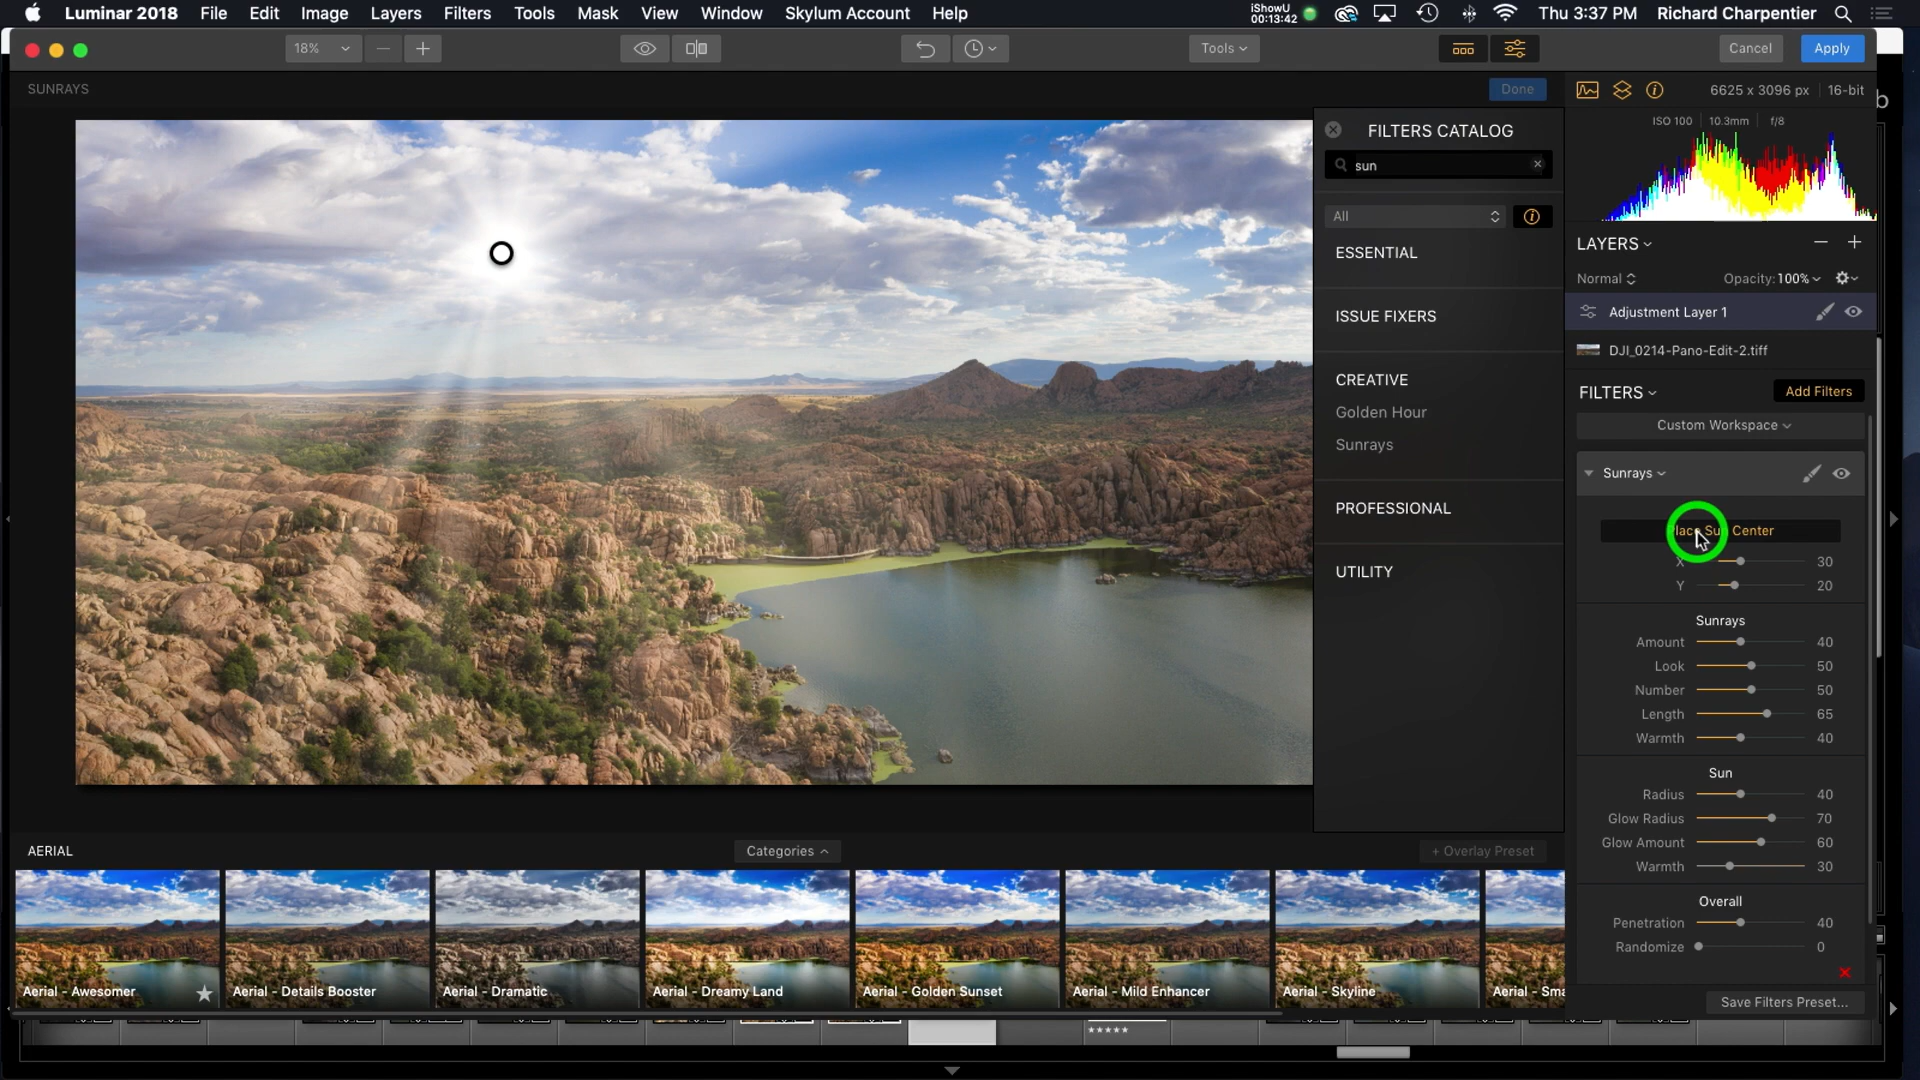 Luminar 2018 File Edit Image Layers Filters Tools Mask View Window Skylum Account Help
iShowU
00:13:42
Thu 3:37 PM Richard Charpentier
18%
Tools
Cancel Apply
SUNRAYS
Done
6625 x 3096 px 16-bit
ISO 100 10.3mm f/8
FILTERS CATALOG
sun
All
ESSENTIAL
ISSUE FIXERS
CREATIVE
Golden Hour
Sunrays
PROFESSIONAL
UTILITY
LAYERS
Normal Opacity: 100%
Adjustment Layer 1
DJI_0214-Pano-Edit-2.tiff
FILTERS Add Filters
Custom Workspace
Sunrays
Place Sun Center
X 30
Y 20
Sunrays
Amount 40
Look 50
Number 50
Length 65
Warmth 40
Sun
Radius 40
Glow Radius 70
Glow Amount 60
Warmth 30
Overall
Penetration 40
Randomize 0
Save Filters Preset...
AERIAL
Categories
+ Overlay Preset
Aerial - Awesomer
Aerial - Details Booster
Aerial - Dramatic
Aerial - Dreamy Land
Aerial - Golden Sunset
Aerial - Mild Enhancer
Aerial - Skyline
Aerial - Sma